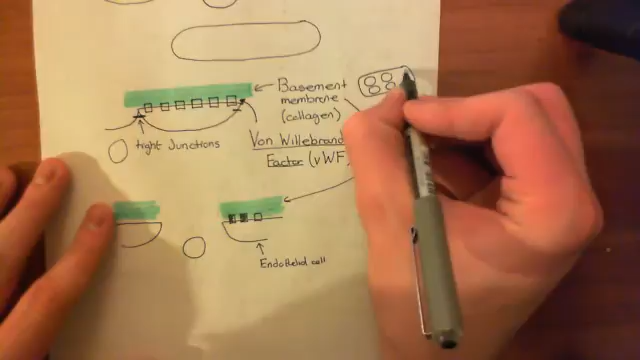 Basement
membrane
(collagen)
tight Junctions
Von Willebrand
Factor (vWF
Endothelial cell